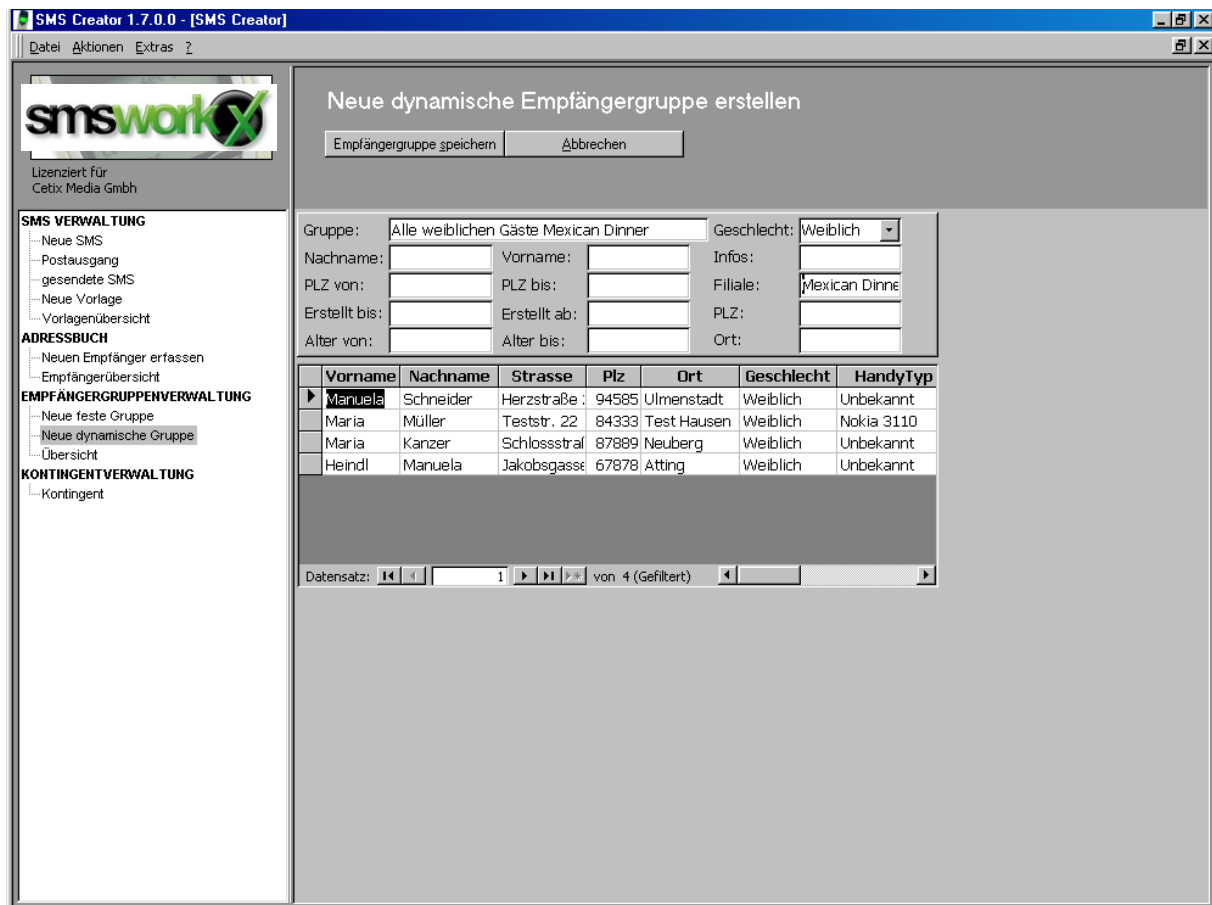 SMS Creator 1.7.0.0 - [SMS Creator]
Datei Aktionen Extras ?
smsworkX
Lizenziert für
Cetix Media Gmbh
SMS VERWALTUNG
Neue SMS
Postausgang
gesendete SMS
Neue Vorlage
Vorlagenübersicht
ADRESSBUCH
Neuen Empfänger erfassen
Empfängerübersicht
EMPFÄNGERGRUPPENVERWALTUNG
Neue feste Gruppe
Neue dynamische Gruppe
Übersicht
KONTINGENTVERWALTUNG
Kontingent
Neue dynamische Empfängergruppe erstellen
Empfängergruppe speichern Abbrechen
Gruppe: Alle weiblichen Gäste Mexican Dinner Geschlecht: Weiblich
Nachname: Vorname: Infos:
PLZ von: PLZ bis: Filiale: Mexican Dinne
Erstellt bis: Erstellt ab: PLZ:
Alter von: Alter bis: Ort:
Vorname Nachname Strasse Plz Ort Geschlecht HandyTyp
Manuela Schneider Herzstraße 94585 Ulmenstadt Weiblich Unbekannt
Maria Müller Teststr. 22 84333 Test Hausen Weiblich Nokia 3110
Maria Kanzer Schlossstraß 87889 Neuberg Weiblich Unbekannt
Heindl Manuela Jakobsgasse 67878 Atting Weiblich Unbekannt
Datensatz: 1 von 4 (Gefiltert)